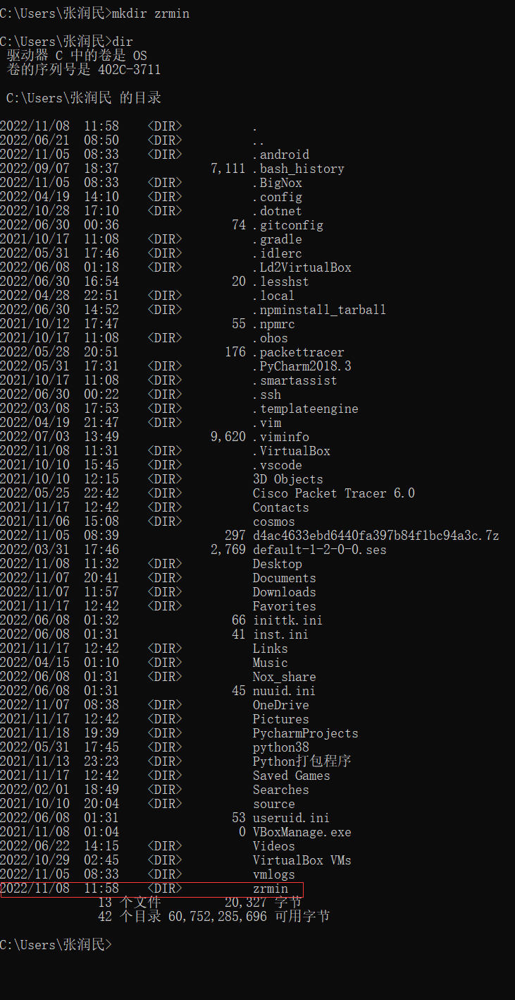 C:\Users\张润民>mkdir zrmin
C:\Users\张润民>dir
驱动器 C 中的卷是 OS
卷的序列号是 402C-3711
C:\Users\张润民 的目录
2022/11/08  11:58    <DIR>          .
2022/06/21  08:50    <DIR>          ..
2022/11/05  08:33    <DIR>          .android
2022/09/07  18:37             7,111 .bash_history
2022/11/05  08:33    <DIR>          .BigNox
2022/04/19  14:10    <DIR>          .config
2022/10/28  17:10    <DIR>          .dotnet
2022/06/30  00:36                74 .gitconfig
2021/10/17  11:08    <DIR>          .gradle
2022/05/31  17:46    <DIR>          .idlerc
2022/06/08  01:18    <DIR>          .Ld2VirtualBox
2022/06/30  16:54                20 .lesshst
2022/04/28  22:51    <DIR>          .local
2022/06/30  14:52    <DIR>          .npminstall_tarball
2021/10/12  17:47                55 .npmrc
2021/10/17  11:08    <DIR>          .ohos
2022/05/28  20:51               176 .packettracer
2022/05/31  17:31    <DIR>          .PyCharm2018.3
2021/10/17  11:08    <DIR>          .smartassist
2022/06/30  00:22    <DIR>          .ssh
2022/03/08  17:53    <DIR>          .templateengine
2022/04/19  21:47    <DIR>          .vim
2022/07/03  13:49             9,620 .viminfo
2022/11/08  11:31    <DIR>          .VirtualBox
2021/10/10  15:45    <DIR>          .vscode
2021/10/10  12:15    <DIR>          3D Objects
2022/05/25  22:42    <DIR>          Cisco Packet Tracer 6.0
2021/11/17  12:42    <DIR>          Contacts
2021/11/06  15:08    <DIR>          cosmos
2022/11/05  08:39               297 d4ac4633ebd6440fa397b84f1bc94a3c.7z
2022/03/31  17:46             2,769 default-1-2-0-0.ses
2022/11/08  11:32    <DIR>          Desktop
2022/11/07  20:41    <DIR>          Documents
2022/11/07  11:57    <DIR>          Downloads
2021/11/17  12:42    <DIR>          Favorites
2022/06/08  01:32                66 inittk.ini
2022/06/08  01:31                41 inst.ini
2021/11/17  12:42    <DIR>          Links
2022/04/15  01:10    <DIR>          Music
2022/06/08  01:31    <DIR>          Nox_share
2022/06/08  01:31                45 nuuid.ini
2022/11/07  08:38    <DIR>          OneDrive
2021/11/17  12:42    <DIR>          Pictures
2021/11/18  19:39    <DIR>          PycharmProjects
2022/05/31  17:45    <DIR>          python38
2021/11/13  23:23    <DIR>          Python打包程序
2021/11/17  12:42    <DIR>          Saved Games
2022/02/01  18:49    <DIR>          Searches
2021/10/10  20:04    <DIR>          source
2022/06/08  01:31                53 useruid.ini
2021/11/08  01:04                 0 VBoxManage.exe
2022/06/22  14:15    <DIR>          Videos
2022/10/29  02:45    <DIR>          VirtualBox VMs
2022/11/05  08:33    <DIR>          vmlogs
2022/11/08  11:58    <DIR>          zrmin
13 个文件         20,327 字节
42 个目录 60,752,285,696 可用字节
C:\Users\张润民>